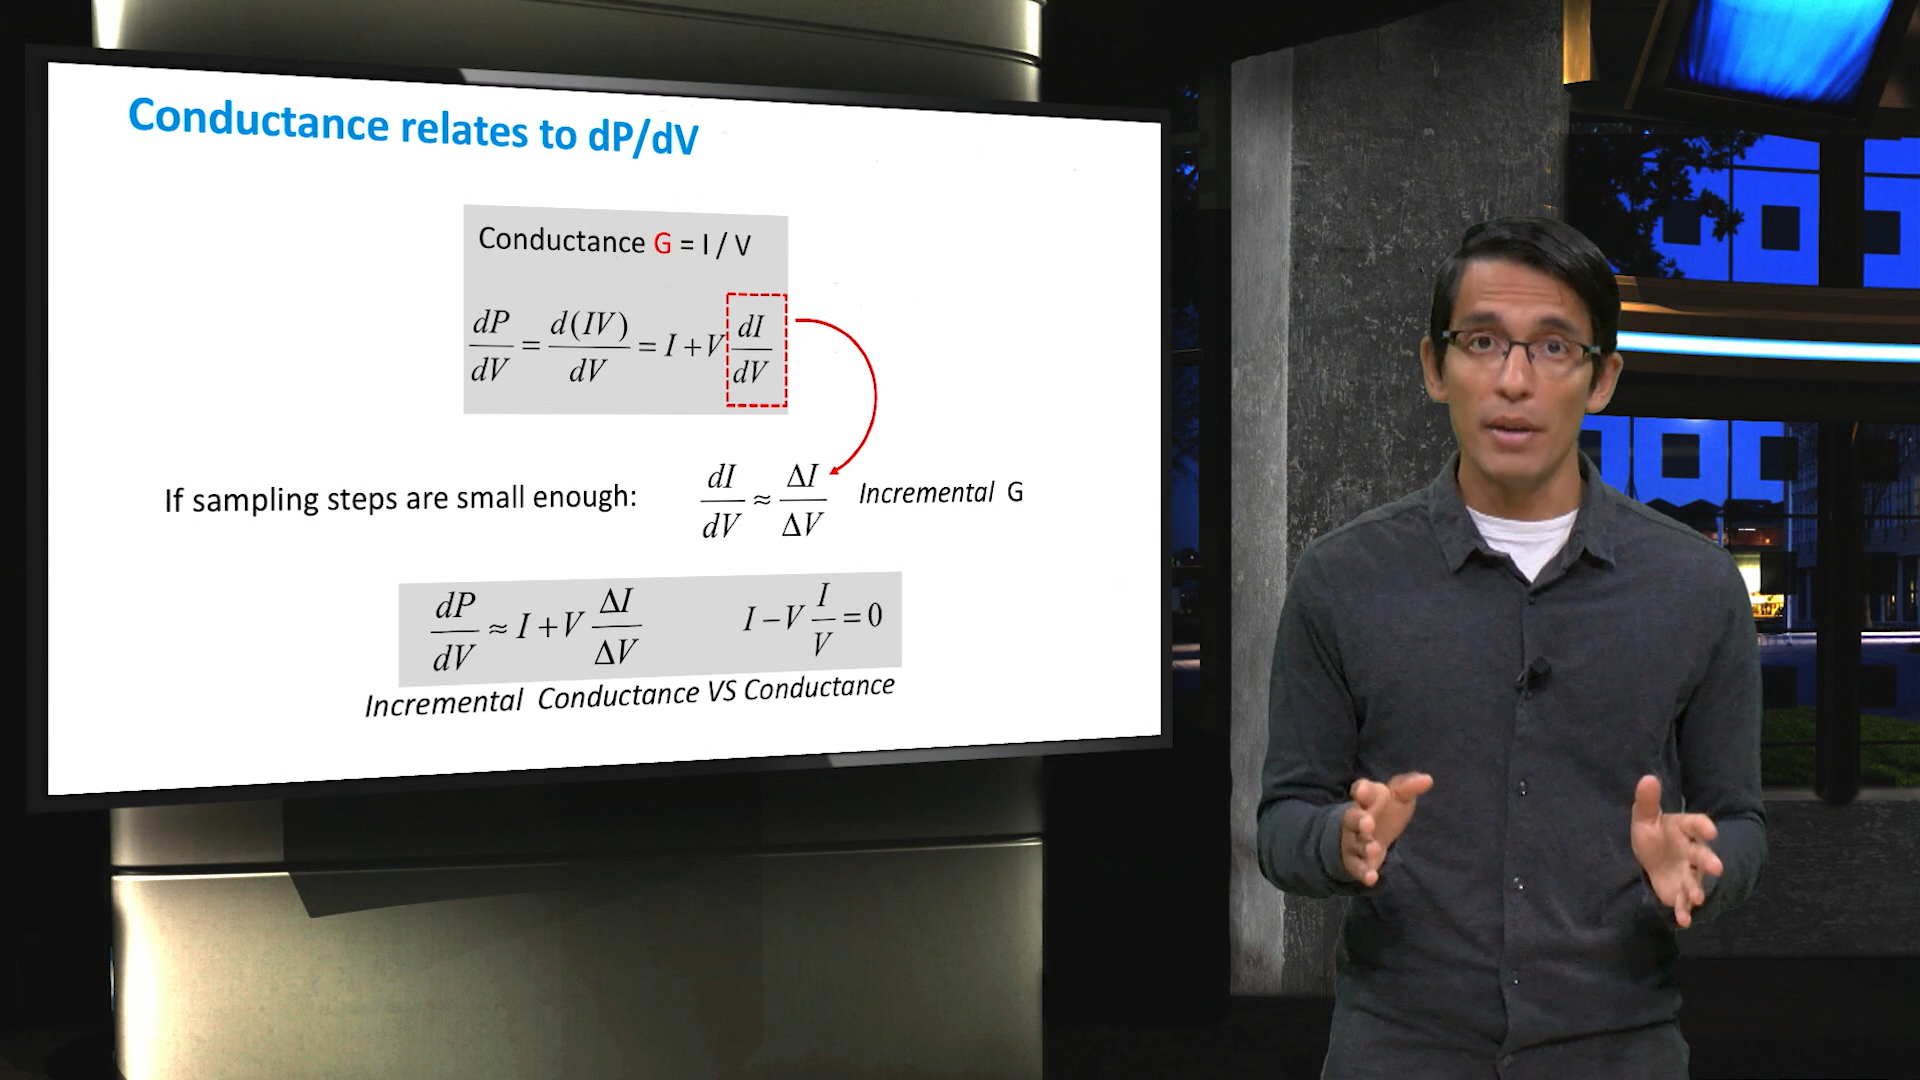 Conductance relates to dP/dV
Conductance G = I / V
dP/dV = d(IV)/dV = I + V dI/dV
If sampling steps are small enough: dI/dV ≈ ΔI/ΔV Incremental G
dP/dV ≈ I + V ΔI/ΔV I − V I/V = 0
Incremental Conductance VS Conductance